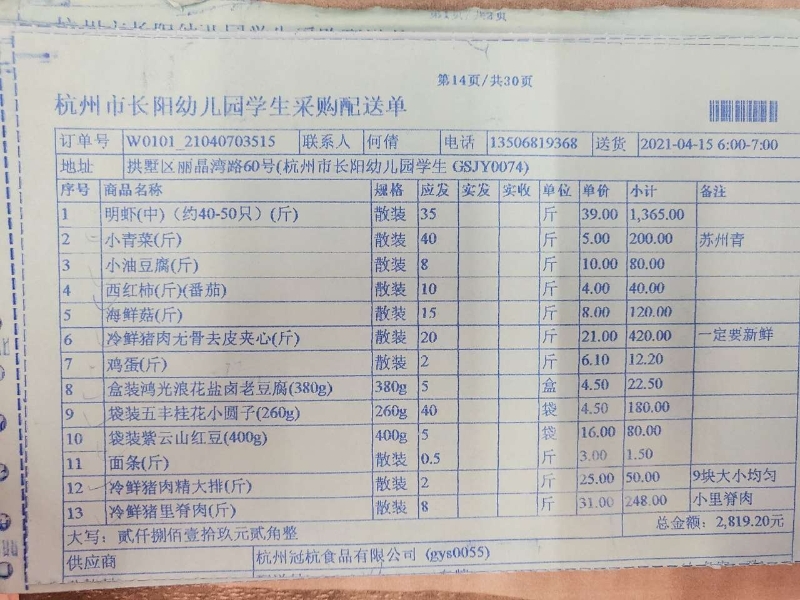 第14页/共30页
杭州市长阳幼儿园学生采购配送单
订单号 W0101_21040703515 联系人 何倩 电话 13506819368 送货 2021-04-15 6:00-7:00
地址 拱墅区丽晶湾路60号(杭州市长阳幼儿园学生 GSJY0074)
序号 商品名称 规格 应发 实发 实收 单位 单价 小计 备注
1 明虾(中)（约40-50只）(斤) 散装 35 斤 39.00 1,365.00
2 小青菜(斤) 散装 40 斤 5.00 200.00 苏州青
3 小油豆腐(斤) 散装 8 斤 10.00 80.00
4 西红柿(斤)(番茄) 散装 10 斤 4.00 40.00
5 海鲜菇(斤) 散装 15 斤 8.00 120.00
6 冷鲜猪肉无骨去皮夹心(斤) 散装 20 斤 21.00 420.00 一定要新鲜
7 鸡蛋(斤) 散装 2 斤 6.10 12.20
8 盒装鸿光浪花盐卤老豆腐(380g) 380g 5 盒 4.50 22.50
9 袋装五丰桂花小圆子(260g) 260g 40 袋 4.50 180.00
10 袋装紫云山红豆(400g) 400g 5 袋 16.00 80.00
11 面条(斤) 散装 0.5 斤 3.00 1.50
12 冷鲜猪肉精大排(斤) 散装 2 斤 25.00 50.00 9块大小均匀
13 冷鲜猪里脊肉(斤) 散装 8 斤 31.00 248.00 小里脊肉
大写：贰仟捌佰壹拾玖元贰角整 总金额：2,819.20元
供应商 杭州冠杭食品有限公司 (gys0055)